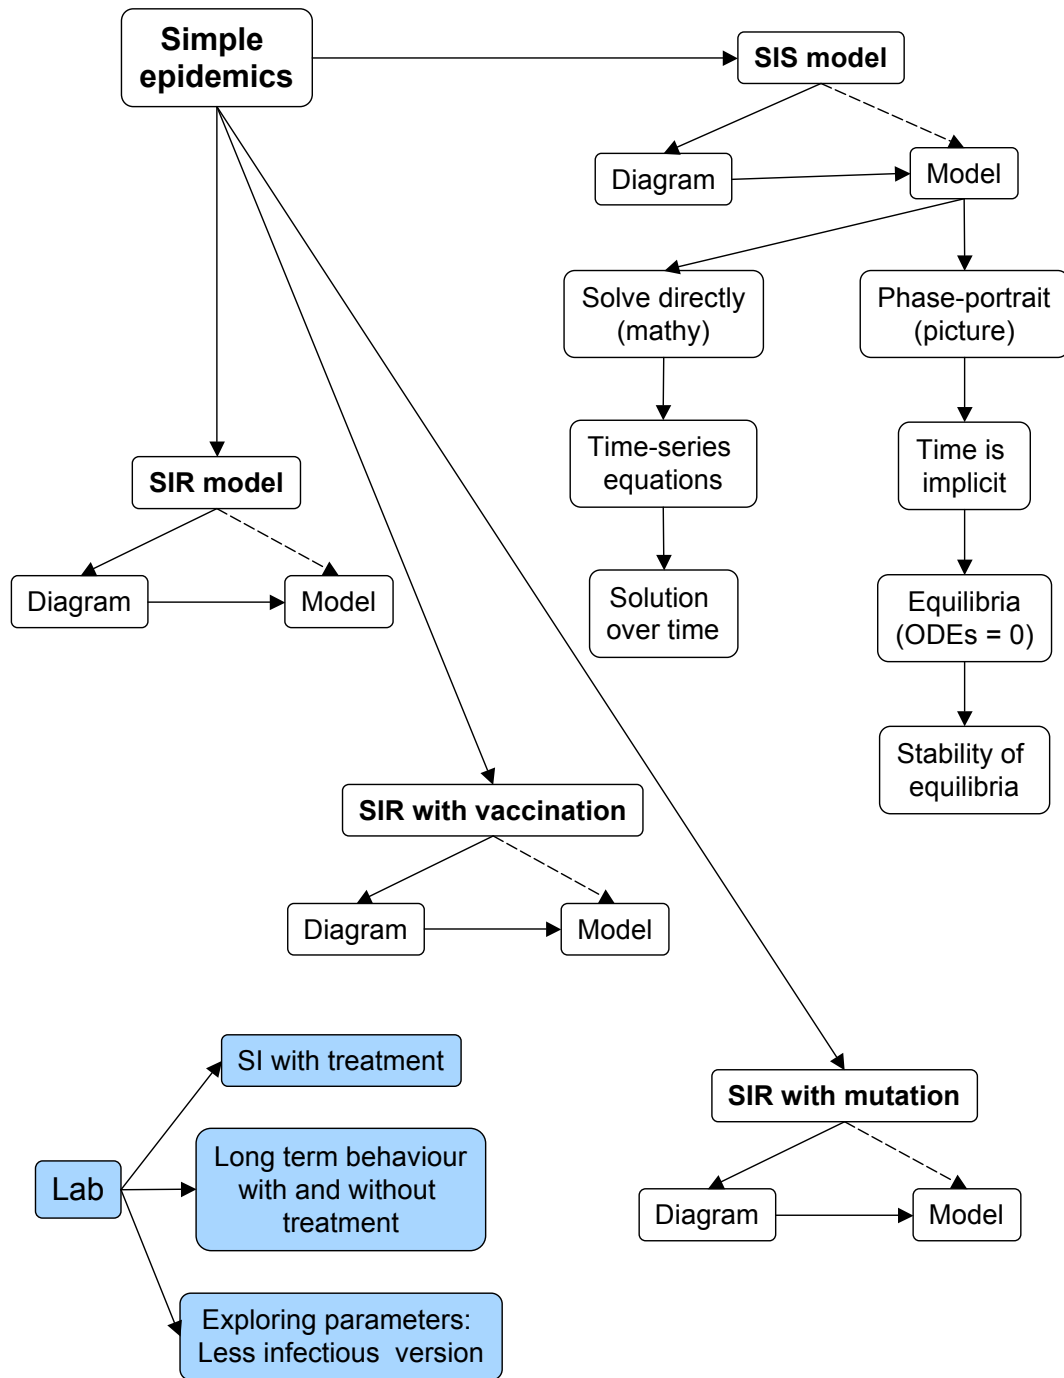 Simple
epidemics
SIS model
Diagram
Model
Solve directly
(mathy)
Phase-portrait
(picture)
Time-series
equations
Time is
implicit
SIR model
Diagram
Model
Solution
over time
Equilibria
(ODEs = 0)
Stability of
equilibria
SIR with vaccination
Diagram
Model
SI with treatment
SIR with mutation
Lab
Long term behaviour
with and without
treatment
Diagram
Model
Exploring parameters:
Less infectious version